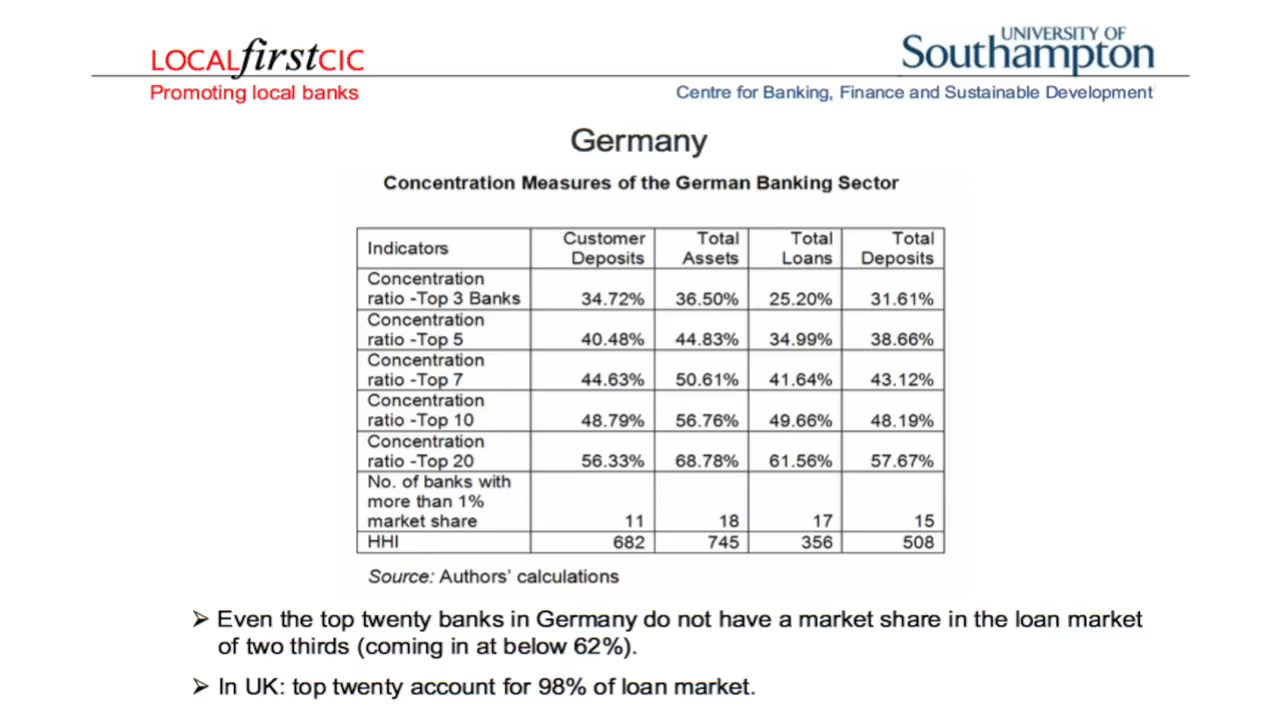 LOCALfirstCIC
Promoting local banks
UNIVERSITY OF
Southampton
Centre for Banking, Finance and Sustainable Development
Germany
Concentration Measures of the German Banking Sector
Indicators Customer Deposits Total Assets Total Loans Total Deposits
Concentration
ratio -Top 3 Banks 34.72% 36.50% 25.20% 31.61%
Concentration
ratio -Top 5 40.48% 44.83% 34.99% 38.66%
Concentration
ratio -Top 7 44.63% 50.61% 41.64% 43.12%
Concentration
ratio -Top 10 48.79% 56.76% 49.66% 48.19%
Concentration
ratio -Top 20 56.33% 68.78% 61.56% 57.67%
No. of banks with
more than 1%
market share 11 18 17 15
HHI 682 745 356 508
Source: Authors' calculations
➢ Even the top twenty banks in Germany do not have a market share in the loan market
of two thirds (coming in at below 62%).
➢ In UK: top twenty account for 98% of loan market.